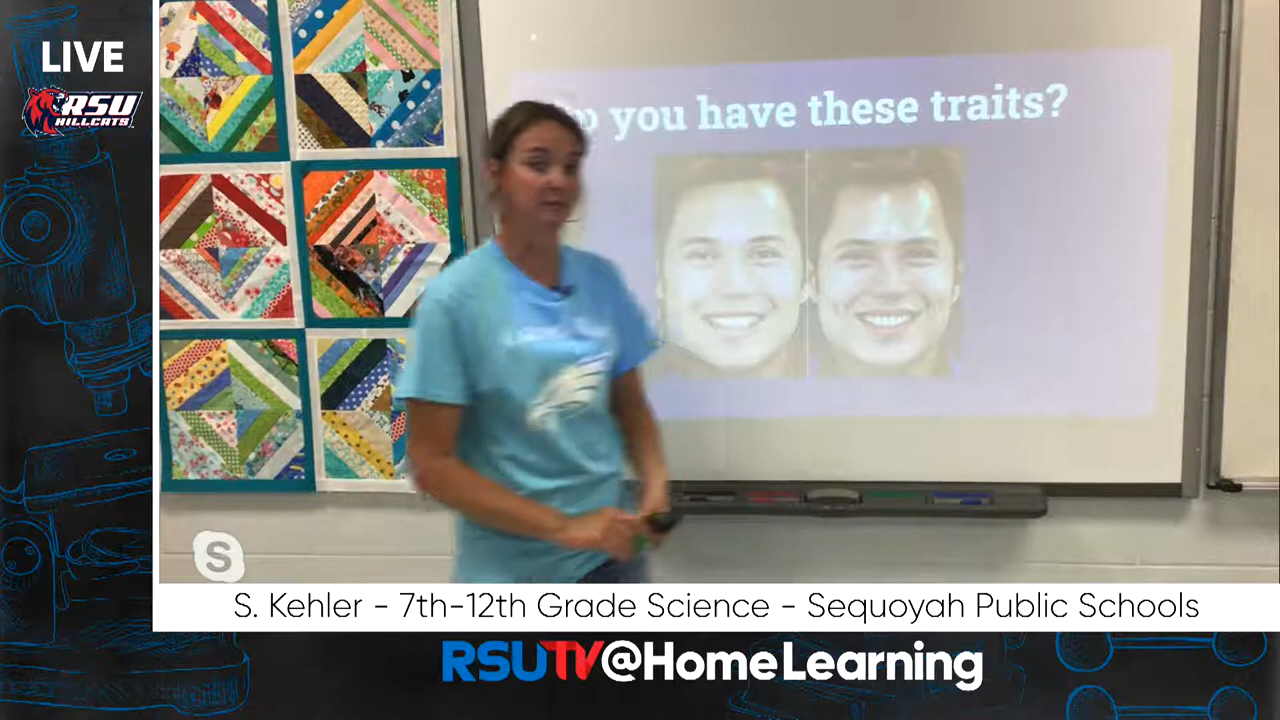 LIVE
RSU
HILLCATS
you have these traits?
S
S. Kehler - 7th-12th Grade Science - Sequoyah Public Schools
RSUTV@HomeLearning